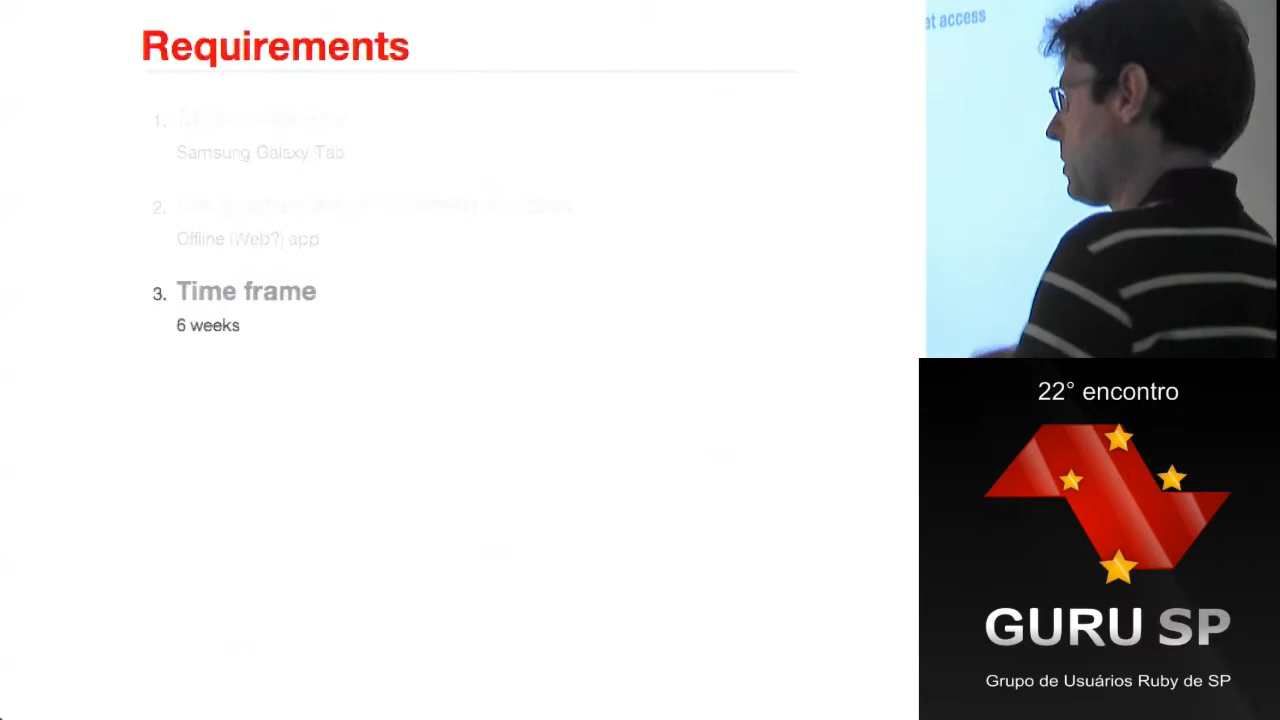 Requirements
1.
Samsung Galaxy Tab
2.
Offline (Web?) app
3. Time frame
6 weeks
et access
22° encontro
GURU SP
Grupo de Usuários Ruby de SP